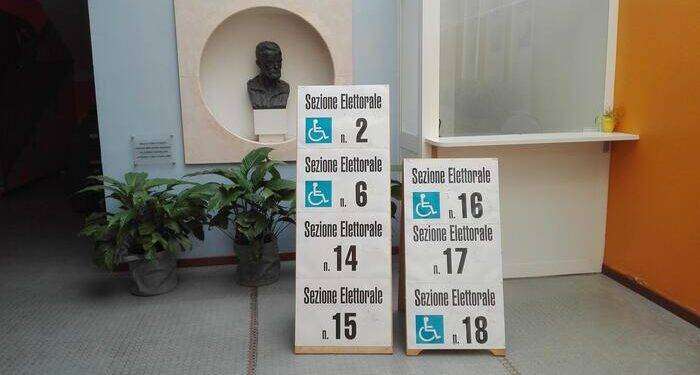 Sezione Elettorale
n. 2
Sezione Elettorale
n. 6
Sezione Elettorale
n. 14
Sezione Elettorale
n. 15
Sezione Elettorale
n. 16
Sezione Elettorale
n. 17
Sezione Elettorale
n. 18